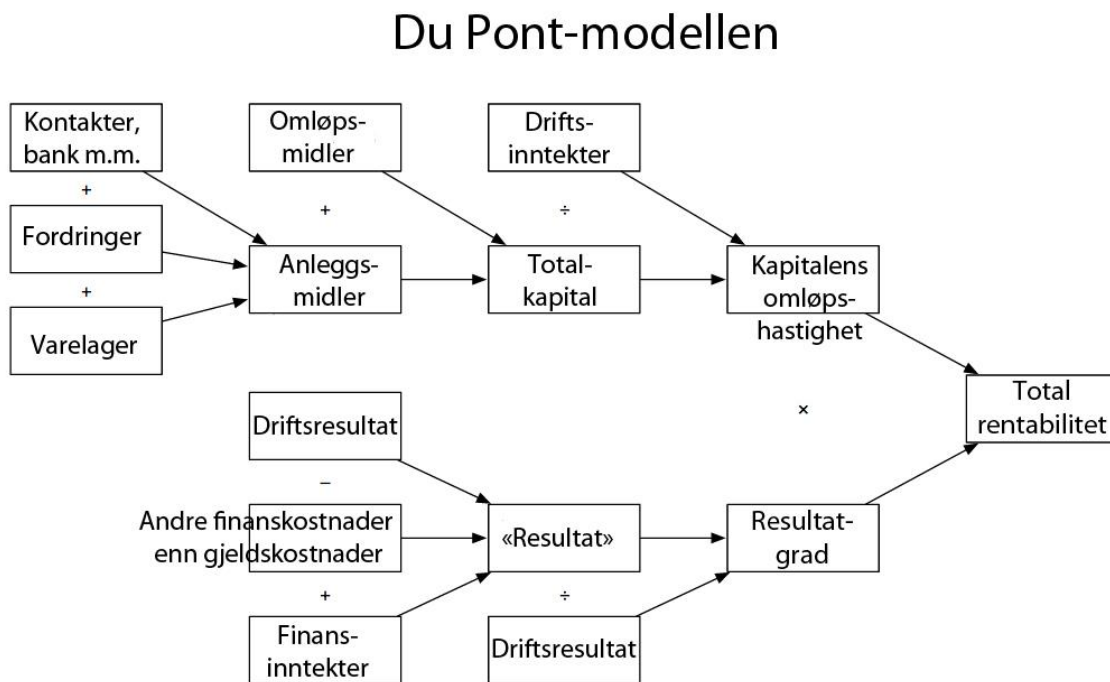 Du Pont-modellen
Kontakter,
bank m.m.
+
Fordringer
+
Varelager
Omløps-
midler
+
Anleggs-
midler
Drifts-
inntekter
÷
Total-
kapital
Kapitalens
omløps-
hastighet
×
Total
rentabilitet
Driftsresultat
–
Andre finanskostnader
enn gjeldskostnader
+
Finans-
inntekter
«Resultat»
÷
Driftsresultat
Resultat-
grad